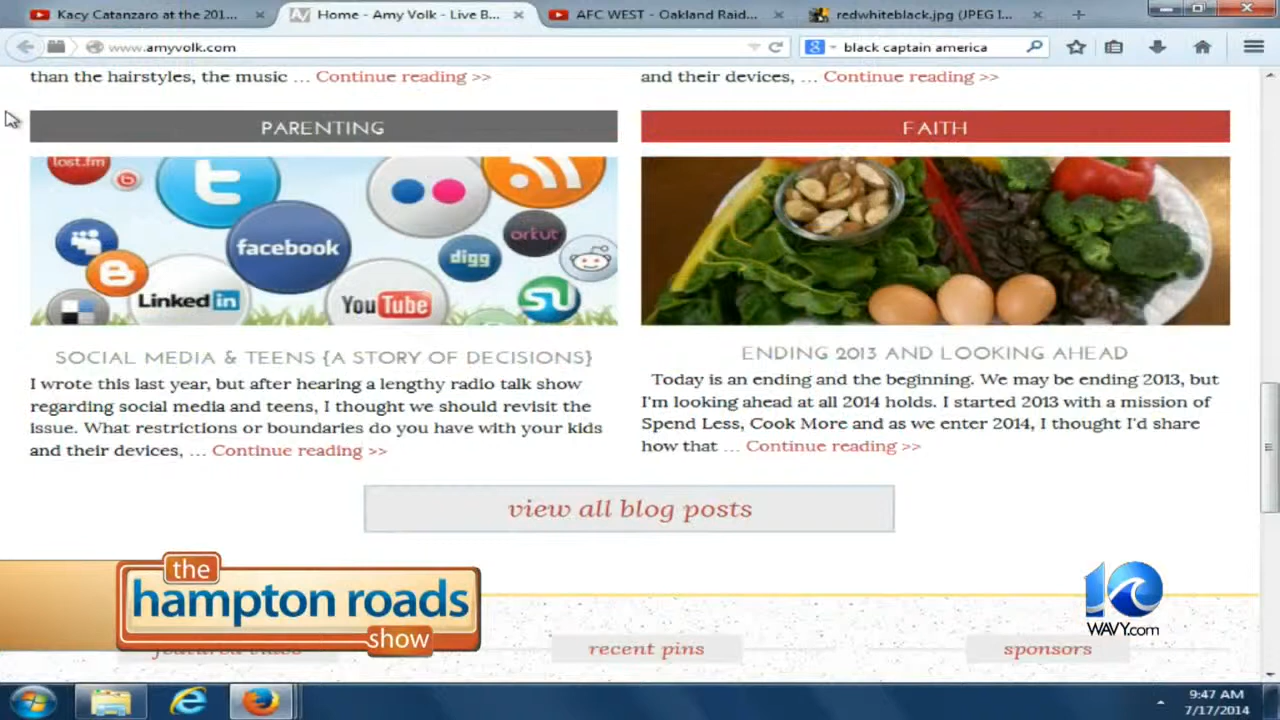 Kacy Catanzaro at the 201...
Home - Amy Volk - Live B...
AFC WEST - Oakland Raid...
redwhiteblack.jpg (JPEG I...
www.amyvolk.com
black captain america
than the hairstyles, the music ... Continue reading >>
and their devices, ... Continue reading >>
PARENTING
FAITH
lost.fm
facebook
orkut
digg
Linked in
You Tube
SOCIAL MEDIA & TEENS {A STORY OF DECISIONS}
I wrote this last year, but after hearing a lengthy radio talk show
regarding social media and teens, I thought we should revisit the
issue. What restrictions or boundaries do you have with your kids
and their devices, ... Continue reading >>
ENDING 2013 AND LOOKING AHEAD
Today is an ending and the beginning. We may be ending 2013, but
I'm looking ahead at all 2014 holds. I started 2013 with a mission of
Spend Less, Cook More and as we enter 2014, I thought I'd share
how that ... Continue reading >>
view all blog posts
the
hampton roads
show
10
WAVY.com
recent pins
sponsors
9:47 AM
7/17/2014